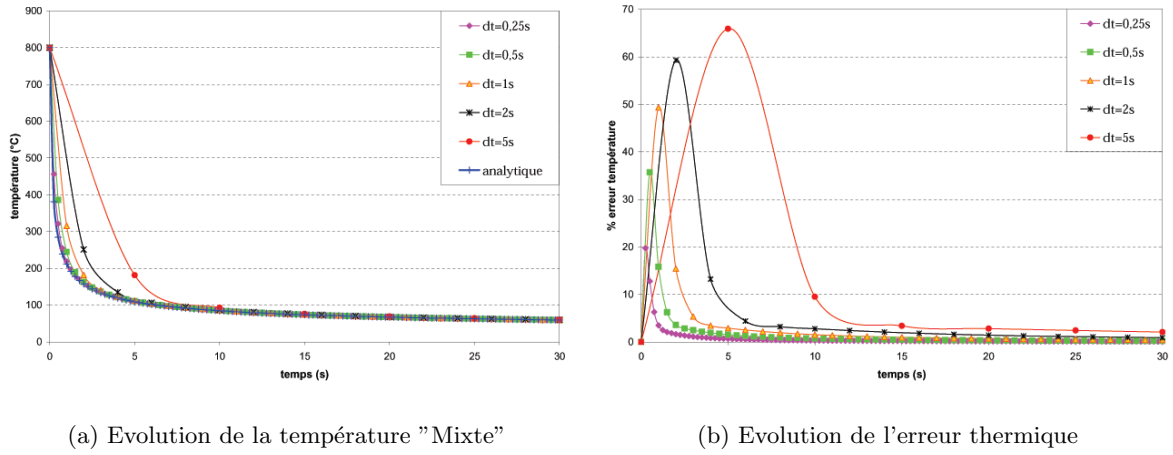 dt=0,25s
dt=0,5s
dt=1s
dt=2s
dt=5s
analytique
900
800
700
600
500
400
300
200
100
0
température (°C)
0
5
10
15
20
25
30
temps (s)
(a) Evolution de la température ”Mixte”
dt=0,25s
dt=0,5s
dt=1s
dt=2s
dt=5s
70
60
50
40
30
20
10
0
% erreur température
0
5
10
15
20
25
30
temps (s)
(b) Evolution de l’erreur thermique